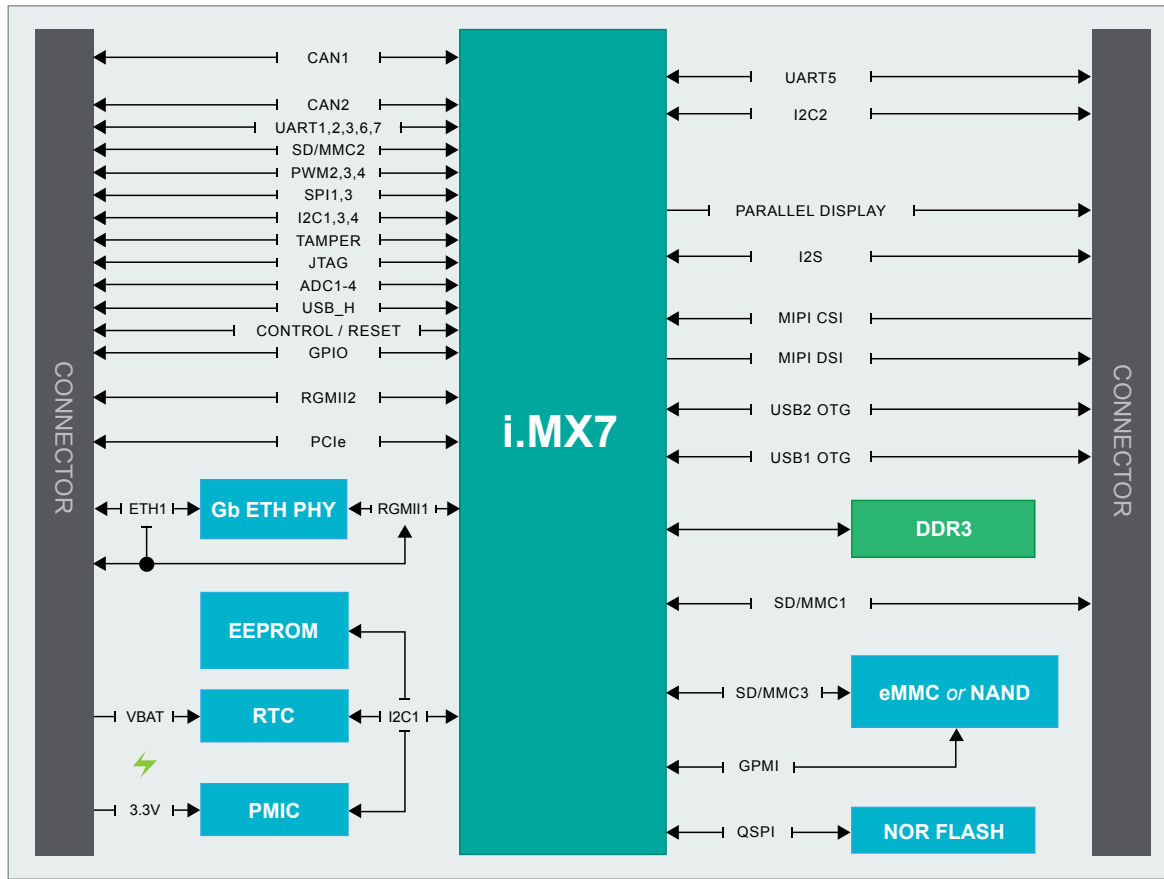 CAN1
CAN2
UART1,2,3,6,7
SD/MMC2
PWM2,3,4
SPI1,3
I2C1,3,4
TAMPER
JTAG
ADC1-4
USB_H
CONTROL / RESET
GPIO
RGMII2
PCIe
CONNECTOR
ETH1
Gb ETH PHY
RGMII1
EEPROM
VBAT
RTC
I2C1
3.3V
PMIC
i.MX7
UART5
I2C2
PARALLEL DISPLAY
I2S
MIPI CSI
MIPI DSI
USB2 OTG
USB1 OTG
DDR3
SD/MMC1
SD/MMC3
eMMC or NAND
GPMI
QSPI
NOR FLASH
CONNECTOR